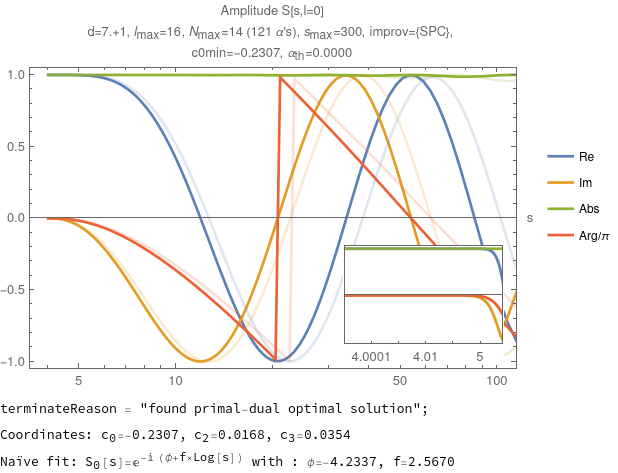 Amplitude S[s,l=0]
d=7.+1, lmax=16, Nmax=14 (121 α's), smax=300, improv={SPC},
c0min=-0.2307, αth=0.0000
1.0
0.5
0.0
-0.5
-1.0
5
10
50
100
s
4.0001
4.01
5
Re
Im
Abs
Arg/π
terminateReason = "found primal-dual optimal solution";
Coordinates: c0=-0.2307, c2=0.0168, c3=0.0354
Naïve fit: S0[s]=e^-i (ϕ+f×Log[s]) with : ϕ=-4.2337, f=2.5670